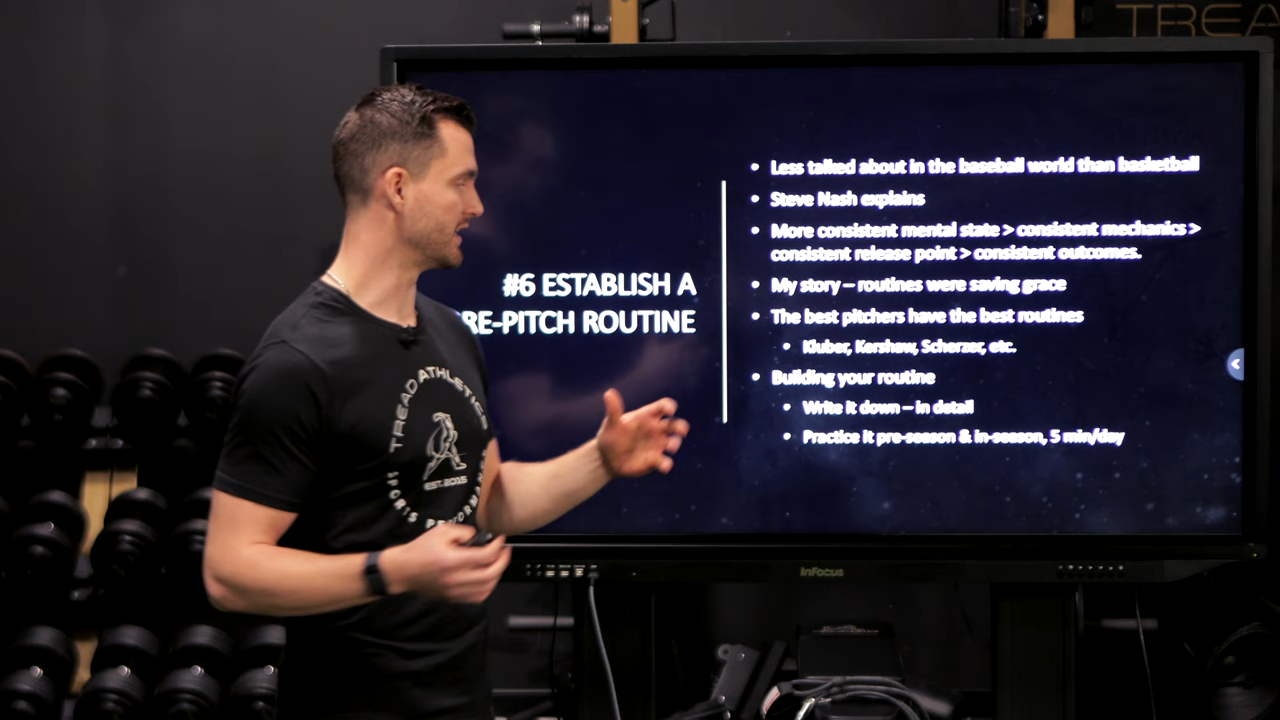 TREA
#6 ESTABLISH A
RE-PITCH ROUTINE
• Less talked about in the baseball world than basketball
• Steve Nash explains
• More consistent mental state > consistent mechanics >
consistent release point > consistent outcomes.
• My story – routines were saving grace
• The best pitchers have the best routines
• Kluber, Kershaw, Scherzer, etc.
• Building your routine
• Write it down – in detail
• Practice it pre-season & in-season, 5 min/day
TREAD ATHLETICS
EST. 2015
SPORTS PERFORMA
InFocus